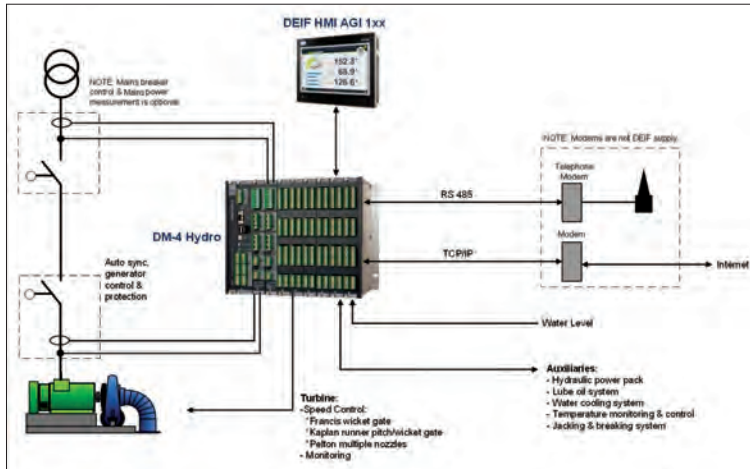 DEIF HMI AGI 1xx
152.3°
68.9°
126.6°
NOTE: Mains breaker
control & Mains power
measurement is optional
NOTE: Modems are not DEIF supply.
Telephone
Modem
RS 485
DM-4 Hydro
Modem
TCP/IP
Internet
Auto sync,
generator
control &
protection
Water Level
Auxiliaries:
- Hydraulic power pack
- Lube oil system
- Water cooling system
- Temperature monitoring & control
- Jacking & breaking system
Turbine:
-Speed Control:
*Francis wicket gate
*Kaplan runner pitch/wicket gate
*Pelton multiple nozzles
- Monitoring